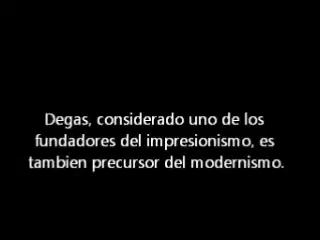 Degas, considerado uno de los
fundadores del impresionismo, es
tambien precursor del modernismo.